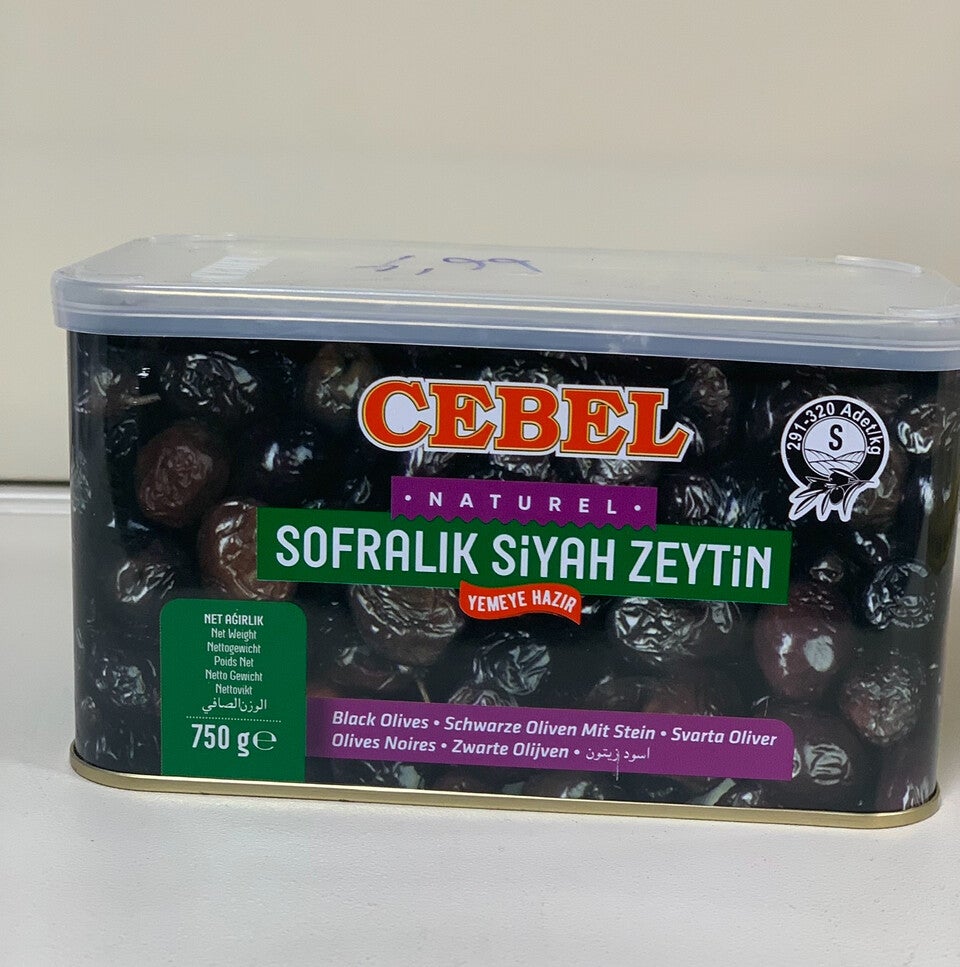 CEBEL
291-320 Adet/kg
S
• NATUREL •
SOFRALIK SİYAH ZEYTİN
YEMEYE HAZIR
NET AĞIRLIK
Net Weight
Nettogewicht
Poids Net
Netto Gewicht
Nettovikt
الوزن الصافي
750 g e
Black Olives • Schwarze Oliven Mit Stein • Svarta Oliver
Olives Noires • Zwarte Olijven • اسود زيتون